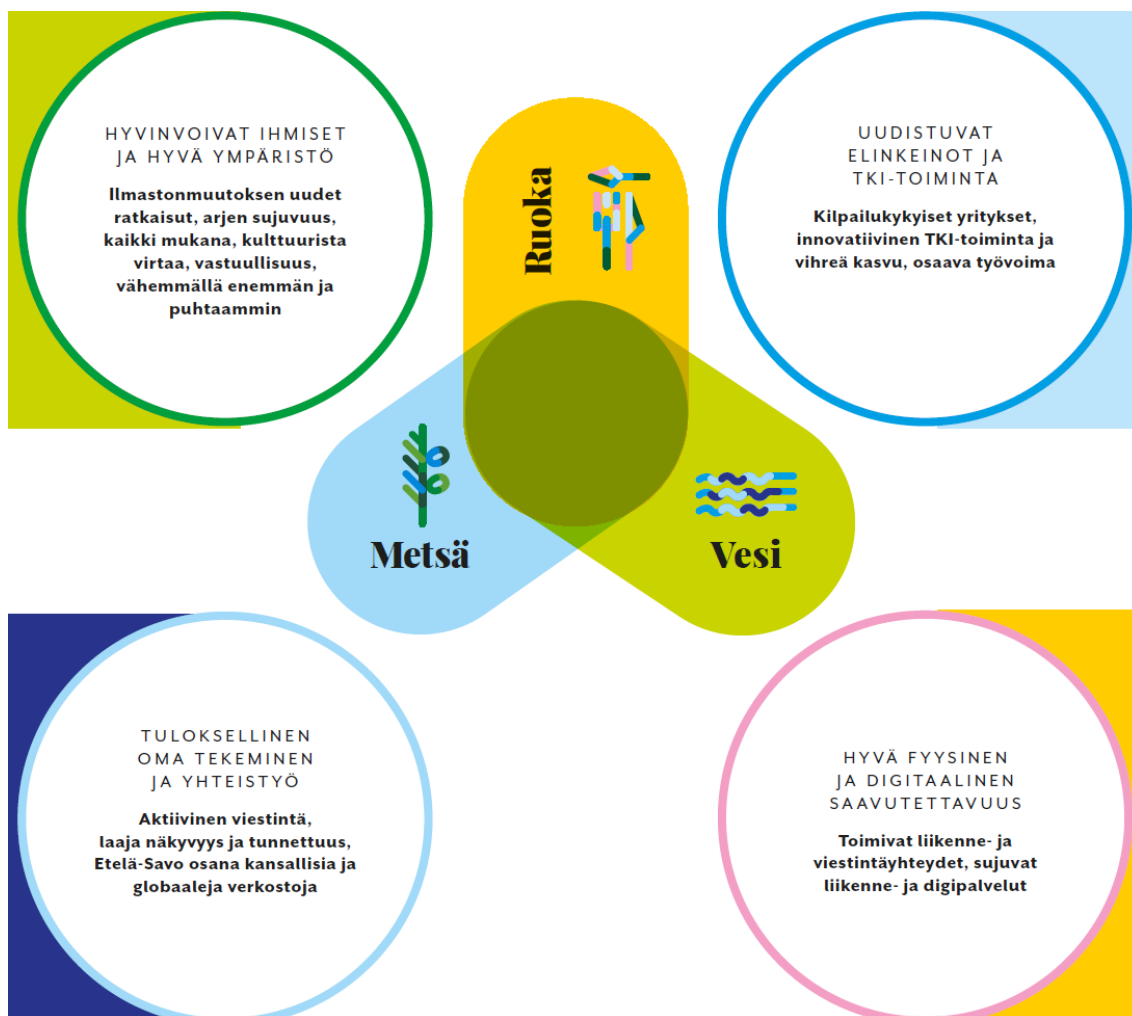 HYVINVOIVAT IHMISET
JA HYVÄ YMPÄRISTÖ
Ilmastonmuutoksen uudet
ratkaisut, arjen sujuvuus,
kaikki mukana, kulttuurista
virtaa, vastuullisuus,
vähemmällä enemmän ja
puhtaammin
Ruoka
UUDISTUVAT
ELINKEINOT JA
TKI-TOIMINTA
Kilpailukykyiset yritykset,
innovatiivinen TKI-toiminta ja
vihreä kasvu, osaava työvoima
Metsä
Vesi
TULOKSELLINEN
OMA TEKEMINEN
JA YHTEISTYÖ
Aktiivinen viestintä,
laaja näkyvyys ja tunnettuus,
Etelä-Savo osana kansallisia ja
globaaleja verkostoja
HYVÄ FYYSINEN
JA DIGITAALINEN
SAAVUTETTAVUUS
Toimivat liikenne- ja
viestintäyhteydet, sujuvat
liikenne- ja digipalvelut